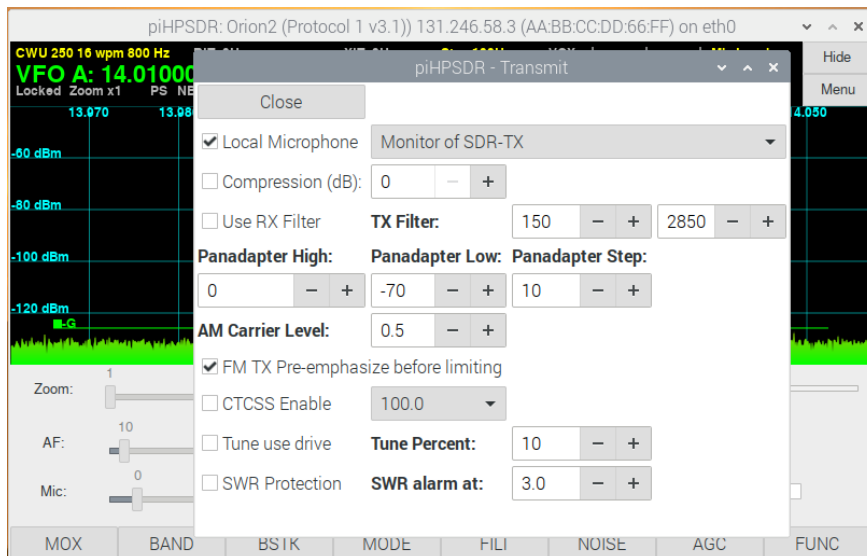 piHPSDR: Orion2 (Protocol 1 v3.1)) 131.246.58.3 (AA:BB:CC:DD:66:FF) on eth0
CWU 250 16 wpm 800 Hz
Hide
VFO A: 14.01000
piHPSDR - Transmit
Locked Zoom x1 PS NB
Menu
13.970
Close
4.050
Local Microphone
Monitor of SDR-TX
-60 dBm
Compression (dB):
0
-80 dBm
Use RX Filter
TX Filter:
150
2850
-100 dBm
Panadapter High:
Panadapter Low:
Panadapter Step:
0
-70
10
-120 dBm
-G
AM Carrier Level:
0.5
FM TX Pre-emphasize before limiting
Zoom:
1
CTCSS Enable
100.0
AF:
10
Tune use drive
Tune Percent:
10
Mic:
0
SWR Protection
SWR alarm at:
3.0
MOX
BAND
BSTK
MODE
FILT
NOISE
AGC
FUNC